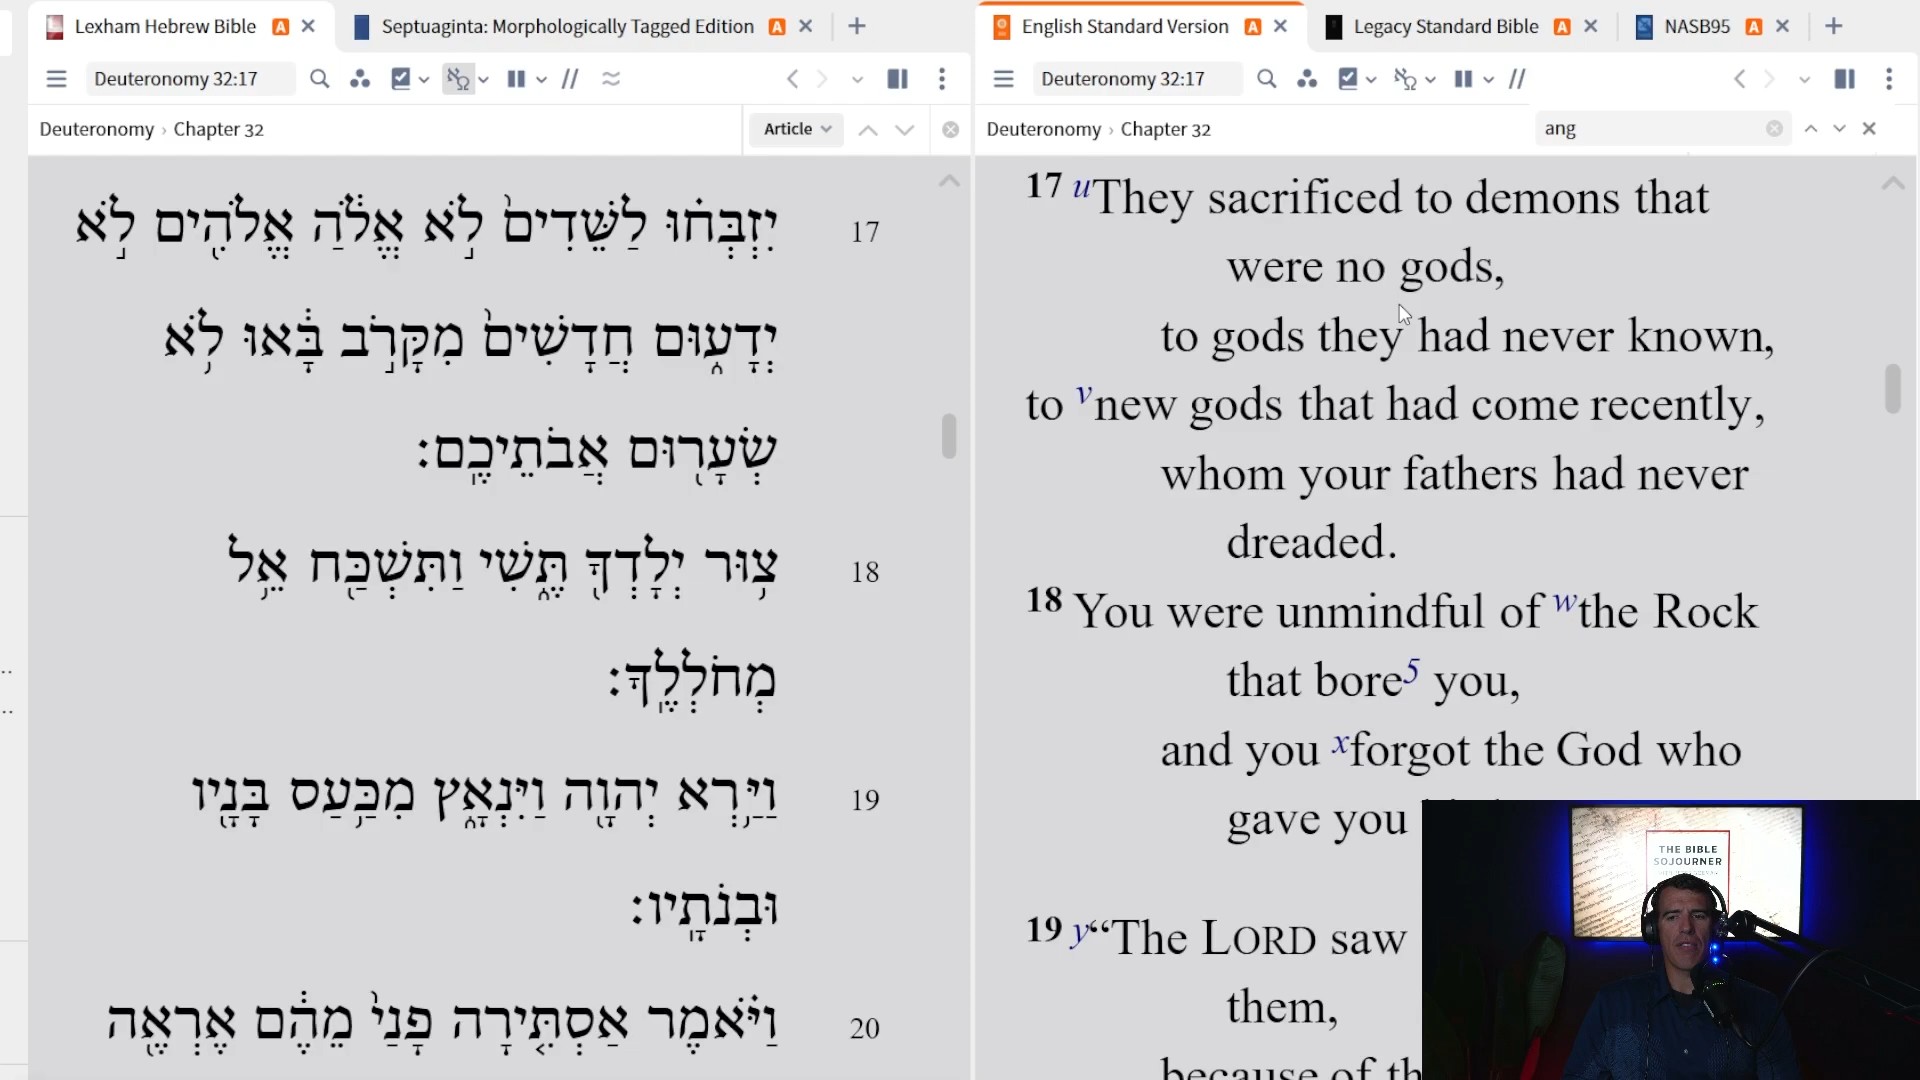 Lexham Hebrew Bible A
Septuaginta: Morphologically Tagged Edition A
Deuteronomy 32:17
Deuteronomy › Chapter 32
Article
יִזְבְּח֗וּ לַשֵּׁדִים֙ לֹ֣א אֱלֹ֔הַ אֱלֹהִ֖ים לֹ֣א 17
יְדָע֑וּם חֲדָשִׁים֙ מִקָּרֹ֣ב בָּ֔אוּ לֹ֥א
שְׂעָר֖וּם אֲבֹתֵיכֶֽם׃
צ֥וּר יְלָדְךָ֖ תֶּ֑שִׁי וַתִּשְׁכַּ֖ח אֵ֥ל 18
מְחֹלְלֶֽךָ׃
וַיַּ֥רְא יְהוָ֖ה וַיִּנְאָ֑ץ מִכַּ֥עַס בָּנָ֖יו 19
וּבְנֹתָֽיו׃
וַיֹּ֗אמֶר אַסְתִּ֤ירָה פָנַי֙ מֵהֶ֔ם אֶרְאֶ֖ה 20
English Standard Version A
Legacy Standard Bible A
NASB95 A
Deuteronomy 32:17
Deuteronomy › Chapter 32
ang
17 uThey sacrificed to demons that
were no gods,
to gods they had never known,
to vnew gods that had come recently,
whom your fathers had never
dreaded.
18 You were unmindful of wthe Rock
that bore5 you,
and you xforgot the God who
gave you
19 y“The LORD saw
them,
because of th
THE BIBLE
SOJOURNER